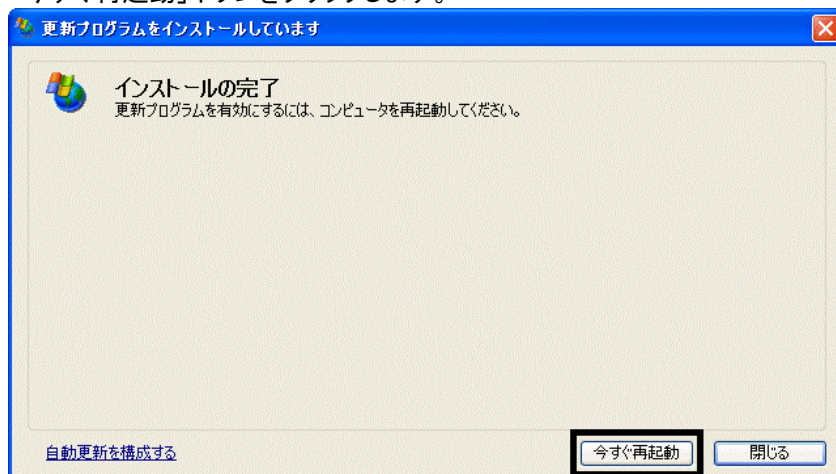 更新プログラムをインストールしています
インストールの完了
更新プログラムを有効にするには、コンピュータを再起動してください。
自動更新を構成する
今すぐ再起動
閉じる